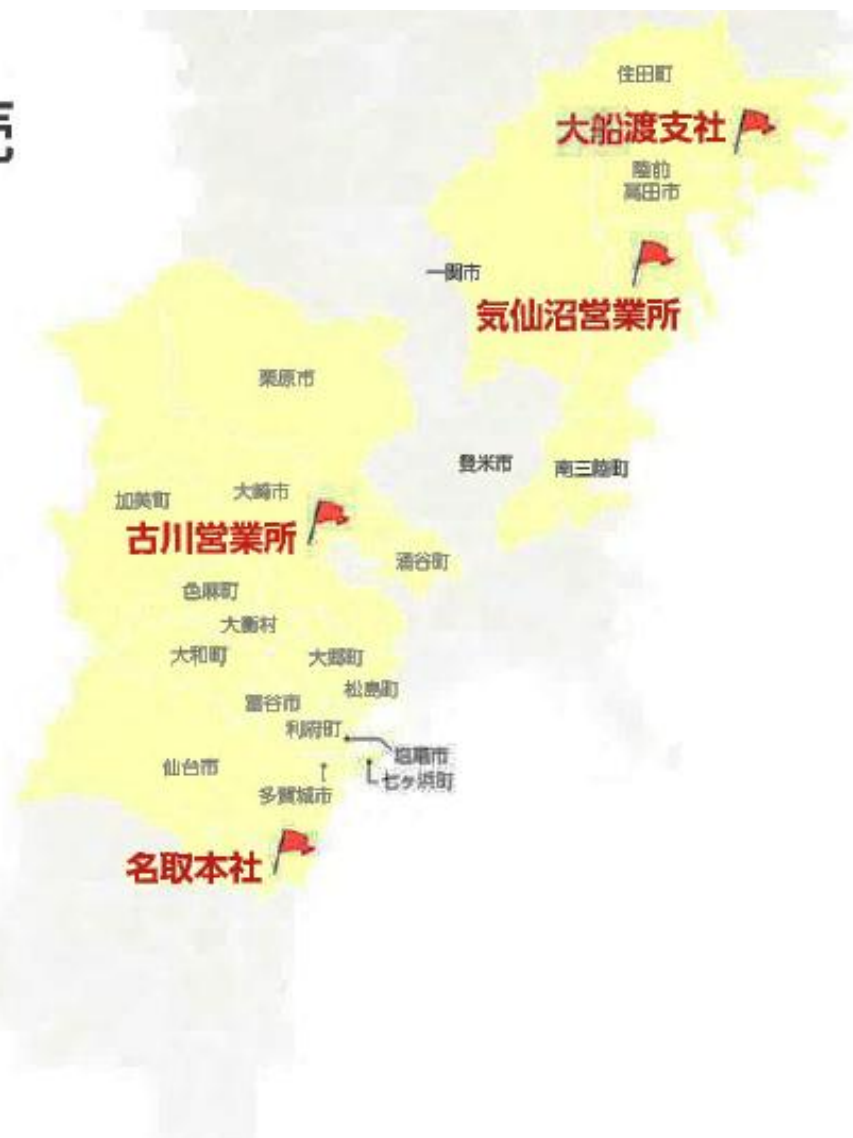 売
住田町
大船渡支社
陸前
高田市
一関市
気仙沼営業所
栗原市
登米市
南三陸町
加美町
大崎市
古川営業所
涌谷町
色麻町
大衡村
大和町
大郷町
松島町
富谷市
利府町
塩竈市
仙台市
七ヶ浜町
多賀城市
名取本社